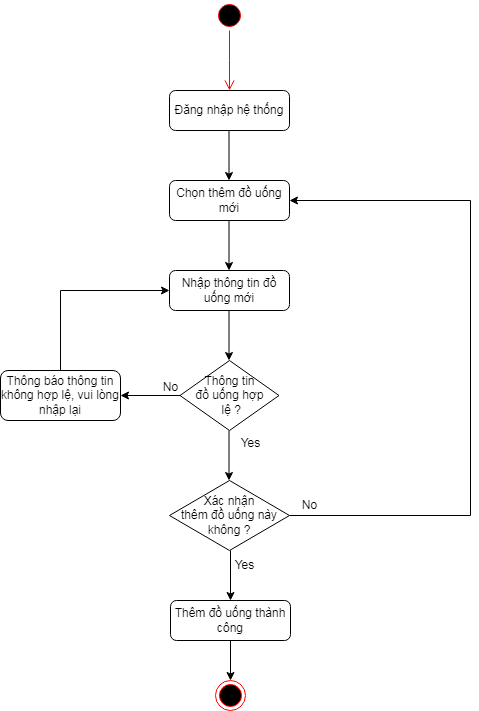 Đăng nhập hệ thống
Chọn thêm đồ uống
mới
Nhập thông tin đồ
uống mới
Thông báo thông tin
không hợp lệ, vui lòng
nhập lại
No
Thông tin
đồ uống hợp
lệ ?
Yes
Xác nhận
thêm đồ uống này
không ?
No
Yes
Thêm đồ uống thành
công